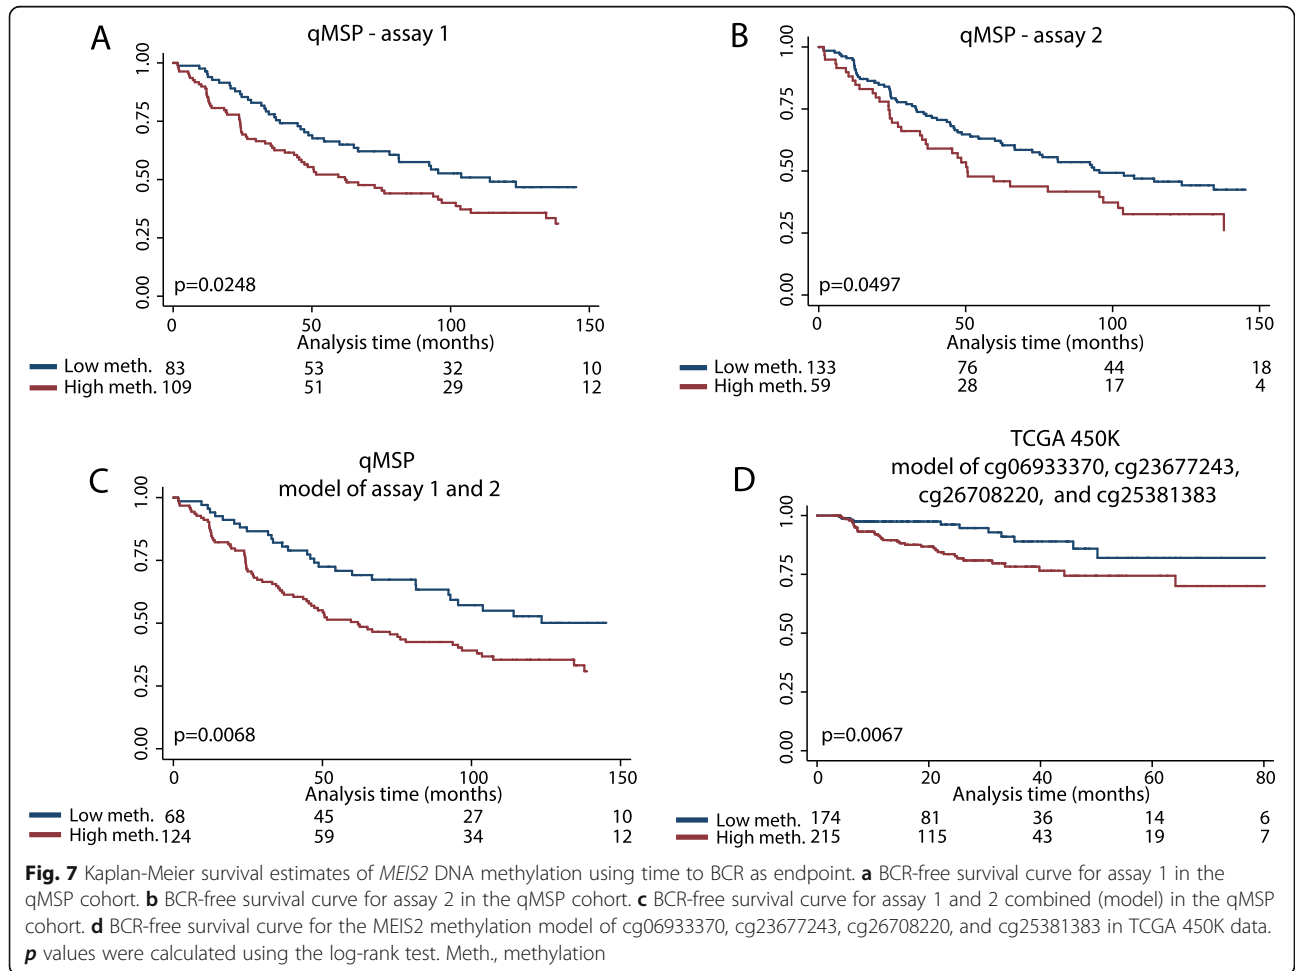 A
qMSP - assay 1
1.00
0.75
0.50
0.25
0.00
p=0.0248
0 50 100 150
Analysis time (months)
Low meth. 83 53 32 10
High meth. 109 51 29 12
B
qMSP - assay 2
1.00
0.75
0.50
0.25
0.00
p=0.0497
0 50 100 150
Analysis time (months)
Low meth. 133 76 44 18
High meth. 59 28 17 4
C
qMSP
model of assay 1 and 2
1.00
0.75
0.50
0.25
0.00
p=0.0068
0 50 100 150
Analysis time (months)
Low meth. 68 45 27 10
High meth. 124 59 34 12
D
TCGA 450K
model of cg06933370, cg23677243,
cg26708220, and cg25381383
1.00
0.75
0.50
0.25
0.00
p=0.0067
0 20 40 60 80
Analysis time (months)
Low meth. 174 81 36 14 6
High meth. 215 115 43 19 7
Fig. 7 Kaplan-Meier survival estimates of MEIS2 DNA methylation using time to BCR as endpoint. a BCR-free survival curve for assay 1 in the
qMSP cohort. b BCR-free survival curve for assay 2 in the qMSP cohort. c BCR-free survival curve for assay 1 and 2 combined (model) in the qMSP
cohort. d BCR-free survival curve for the MEIS2 methylation model of cg06933370, cg23677243, cg26708220, and cg25381383 in TCGA 450K data.
p values were calculated using the log-rank test. Meth., methylation